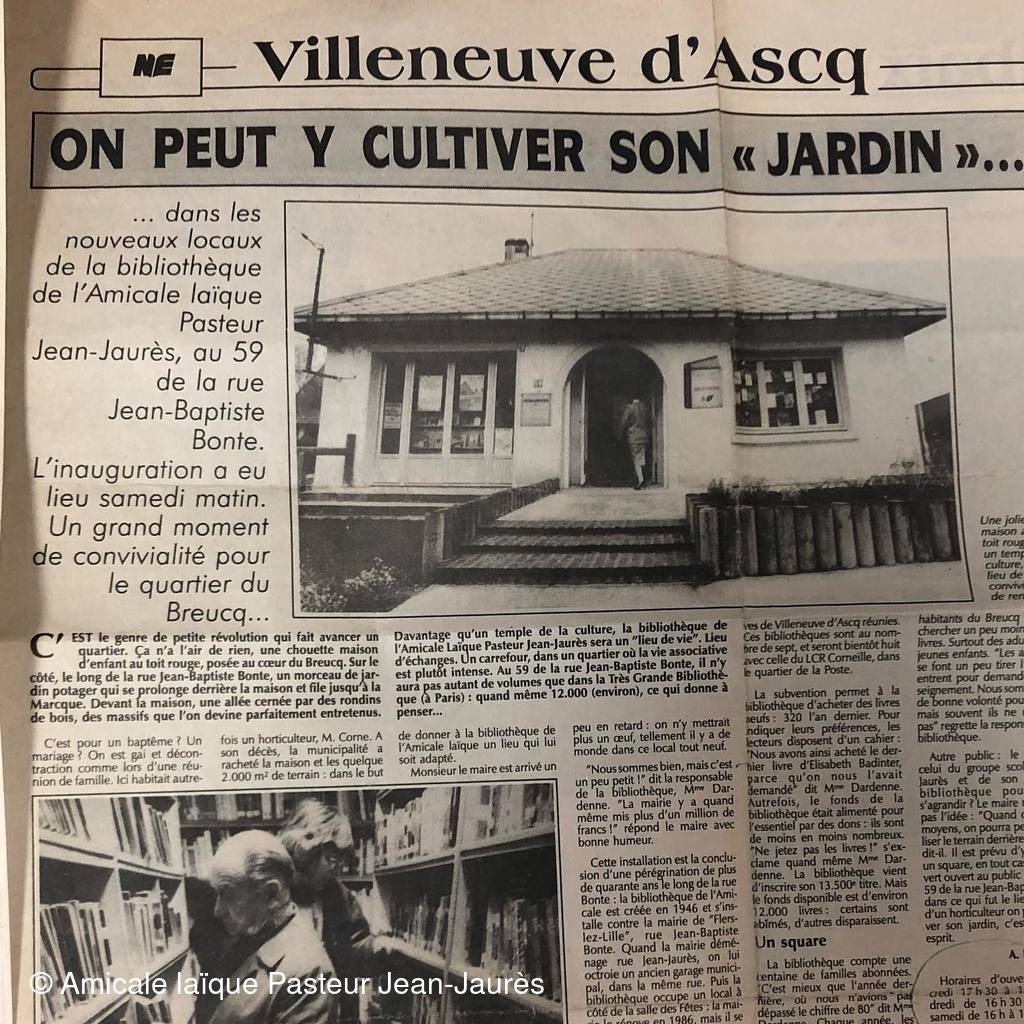 NE
Villeneuve d'Ascq
ON PEUT Y CULTIVER SON « JARDIN »...
... dans les
nouveaux locaux
de la bibliothèque
de l'Amicale laïque
Pasteur
Jean-Jaurès, au 59
de la rue
Jean-Baptiste
Bonte.
L'inauguration a eu
lieu samedi matin.
Un grand moment
de convivialité pour
le quartier du
Breucq...
Une jolie
maison a
toit roug
un temp
culture,
lieu de
convivi
de ren
C'EST le genre de petite révolution qui fait avancer un
quartier. Ça n'a l'air de rien, une chouette maison
d'enfant au toit rouge, posée au cœur du Breucq. Sur le
côté, le long de la rue Jean-Baptiste Bonte, un morceau de jar-
din potager qui se prolonge derrière la maison et file jusqu'à la
Marcque. Devant la maison, une allée cernée par des rondins
de bois, des massifs que l'on devine parfaitement entretenus.
Davantage qu'un temple de la culture, la bibliothèque de
l'Amicale Laïque Pasteur Jean-Jaurès sera un "lieu de vie". Lieu
d'échanges. Un carrefour, dans un quartier où la vie associative
est plutôt intense. Au 59 de la rue Jean-Baptiste Bonte, il n'y
aura pas autant de volumes que dans la Très Grande Bibliothè-
que (à Paris) : quand même 12.000 (environ), ce qui donne à
penser...
C'est pour un baptême ? Un
mariage ? On est gai et décon-
traction comme lors d'une réu-
nion de famille. Ici habitait autre-
fois un horticulteur, M. Corne. A
son décès, la municipalité a
racheté la maison et les quelque
2.000 m² de terrain : dans le but
de donner à la bibliothèque de
l'Amicale laïque un lieu qui lui
soit adapté.
Monsieur le maire est arrivé un
peu en retard : on n'y mettrait
plus un œuf, tellement il y a de
monde dans ce local tout neuf.
"Nous sommes bien, mais c'est
un peu petit !" dit la responsable
de la bibliothèque, Mme Dar-
denne. "La mairie y a quand
même mis plus d'un million de
francs !" répond le maire avec
bonne humeur.
Cette installation est la conclu-
sion d'une pérégrination de plus
de quarante ans le long de la rue
Bonte : la bibliothèque de l'Ami-
cale est créée en 1946 et s'ins-
talle contre la mairie de "Flers-
lez-Lille", rue Jean-Baptiste
Bonte. Quand la mairie démé-
nage rue Jean-Jaurès, on lui
octroie un ancien garage munici-
pal, dans la même rue. Puis la
bibliothèque occupe un local à
côté de la salle des Fêtes : la mai-
rie le rénove en 1986, mais il se
ves de Villeneuve d'Ascq réunies.
Ces bibliothèques sont au nom-
bre de sept, et seront bientôt huit
avec celle du LCR Corneille, dans
le quartier de la Poste.
La subvention permet à la
bibliothèque d'acheter des livres
neufs : 320 l'an dernier. Pour
indiquer leurs préférences, les
lecteurs disposent d'un cahier :
"Nous avons ainsi acheté le der-
nier livre d'Elisabeth Badinter,
parce qu'on nous l'avait
demandé" dit Mme Dardenne.
Autrefois, le fonds de la
bibliothèque était alimenté pour
l'essentiel par des dons : ils sont
de moins en moins nombreux.
"Ne jetez pas les livres !" s'ex-
clame quand même Mme Dar-
denne. La bibliothèque vient
d'inscrire son 13.500e titre. Mais
le fonds disponible est d'environ
12.000 livres : certains sont
abîmés, d'autres disparaissent.
Un square
La bibliothèque compte une
centaine de familles abonnées.
"C'est mieux que l'année der-
nière, où nous n'avions pas
dépassé le chiffre de 80" dit Mme
Dardenne. Chaque année, les
habitants du Breucq
chercher un peu moin
livres. Surtout des adu
jeunes enfants. "Les a
se font un peu tirer l
entrent pour demand
seignement. Nous som
de bonne volonté pou
mais souvent ils ne
pas" regrette la respon
bibliothèque.
Autre public : le
celui du groupe scol
Jaurès et de son
bibliothèque pou
s'agrandir ? Le maire n
pas l'idée : "Quand o
moyens, on pourra pe
liser le terrain derrière
dit-il. Il est prévu d'y
un square, en tout cas
vert ouvert au public
59 de la rue Jean-Bap
dans ce qui fut le lie
d'un horticulteur on p
ver son jardin, c'es
esprit.
A.
Horaires d'ouve
credi 17 h 30 à 1
dredi de 16 h 30
samedi de 16 h à 1
© Amicale laïque Pasteur Jean-Jaurès